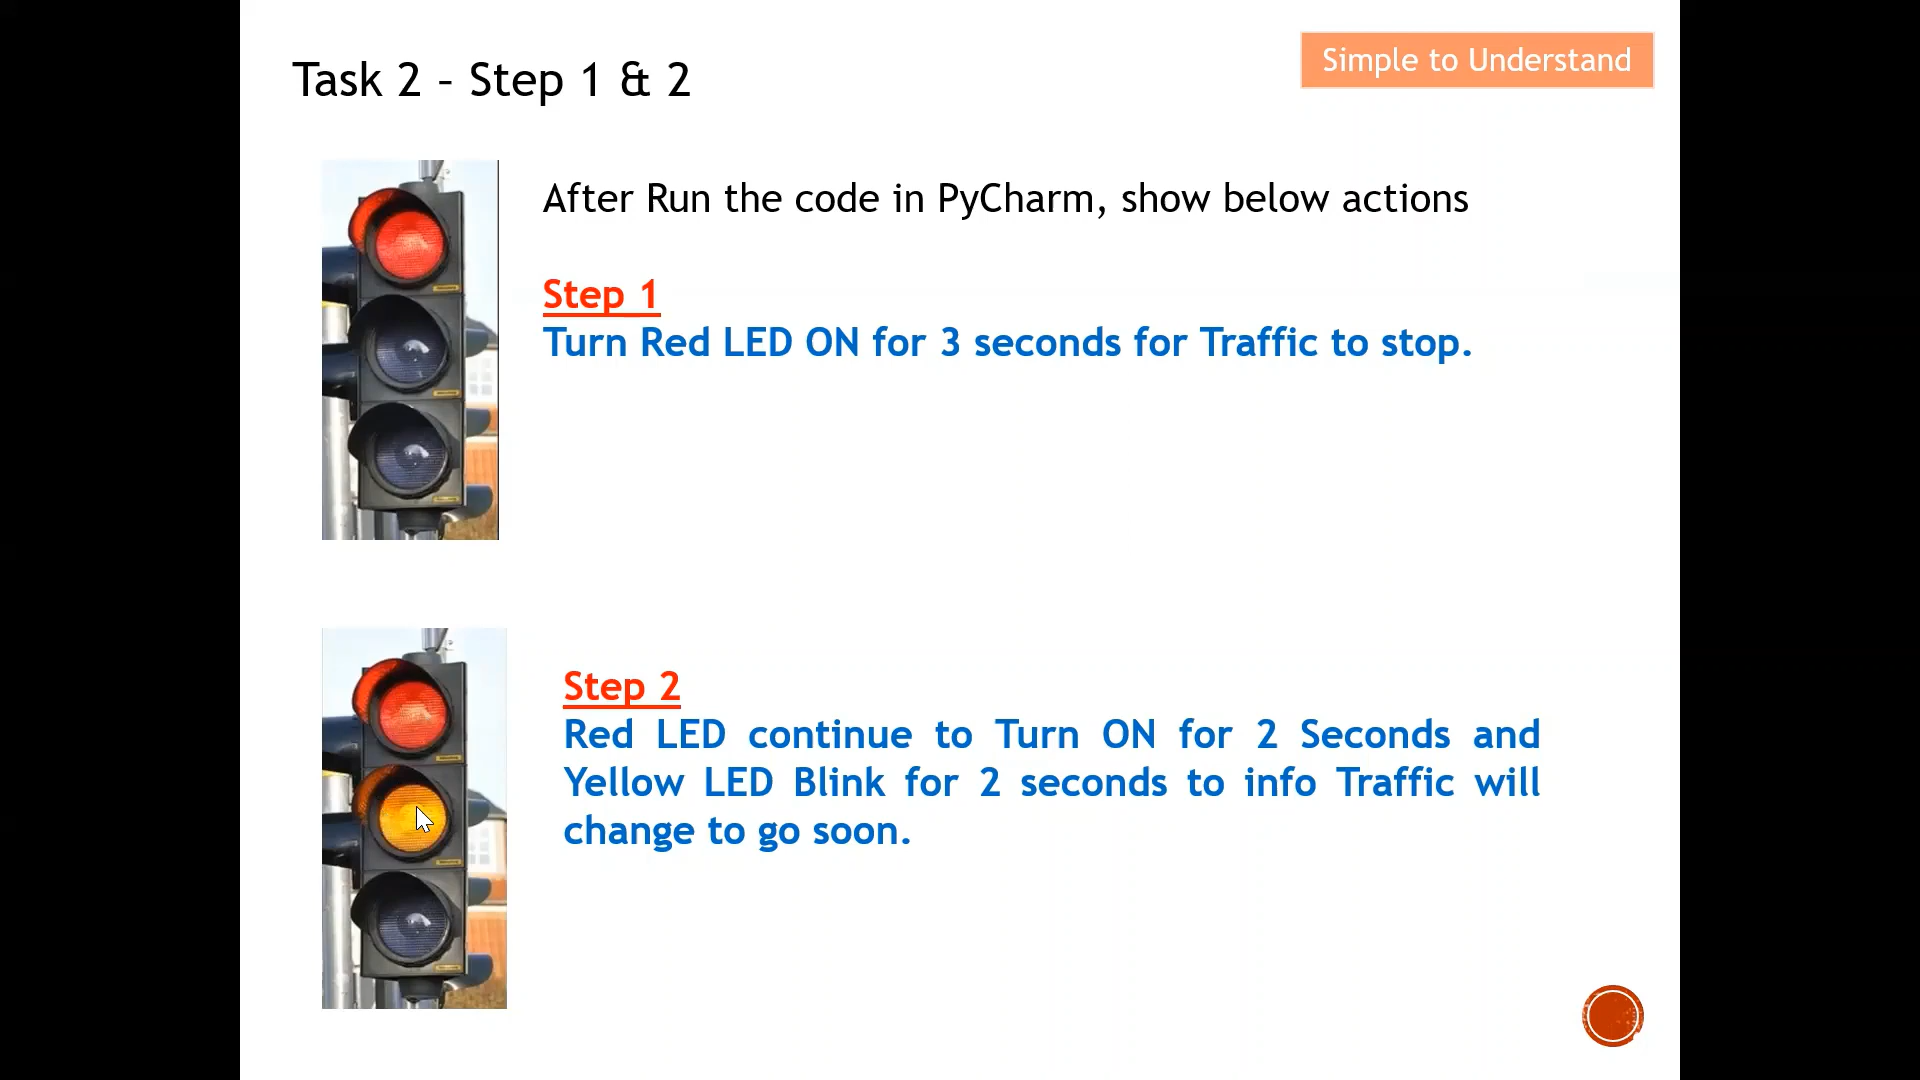 Simple to Understand
Task 2 – Step 1 & 2
After Run the code in PyCharm, show below actions
Step 1
Turn Red LED ON for 3 seconds for Traffic to stop.
Step 2
Red LED continue to Turn ON for 2 Seconds and
Yellow LED Blink for 2 seconds to info Traffic will
change to go soon.